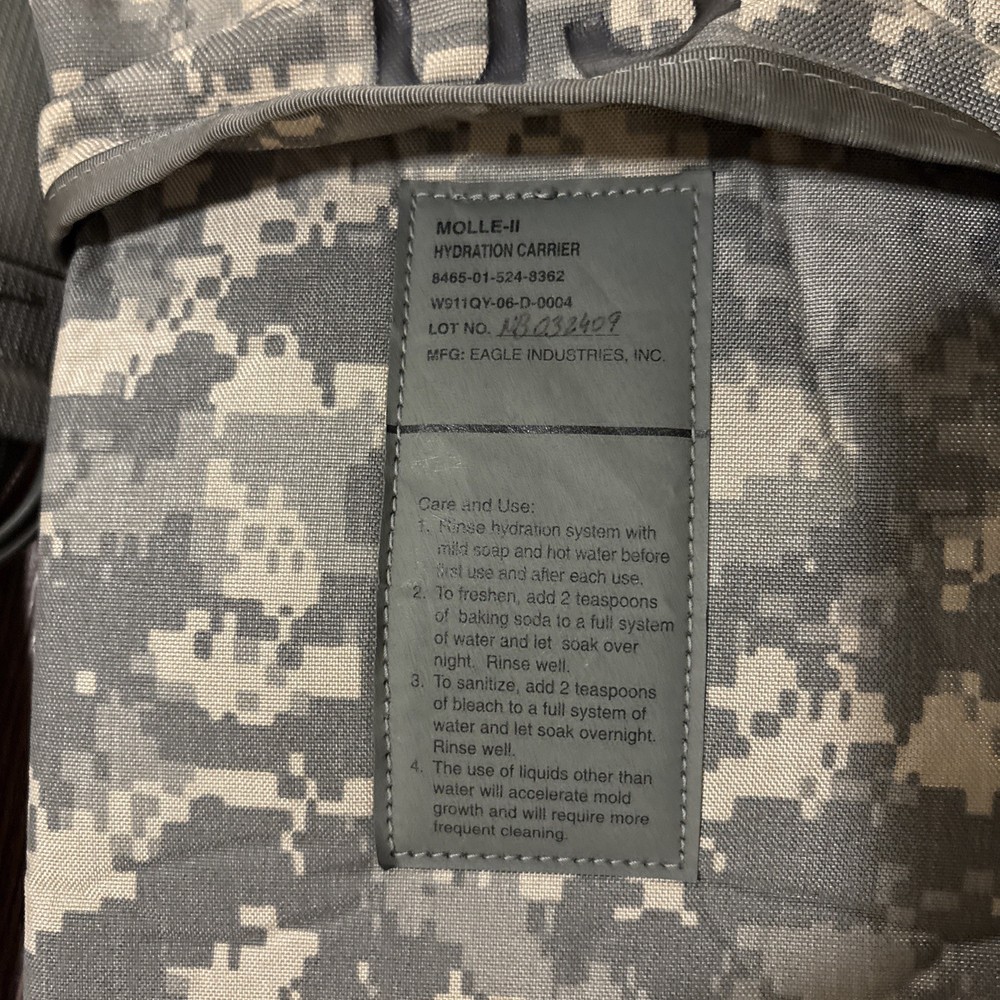 MOLLE-II
HYDRATION CARRIER
8465-01-524-8362
W911QY-06-D-0004
LOT NO. NB032409
MFG: EAGLE INDUSTRIES, INC.
Care and Use:
1. Rinse hydration system with
mild soap and hot water before
first use and after each use.
2. To freshen, add 2 teaspoons
of baking soda to a full system
of water and let soak over
night. Rinse well.
3. To sanitize, add 2 teaspoons
of bleach to a full system of
water and let soak overnight.
Rinse well.
4. The use of liquids other than
water will accelerate mold
growth and will require more
frequent cleaning.